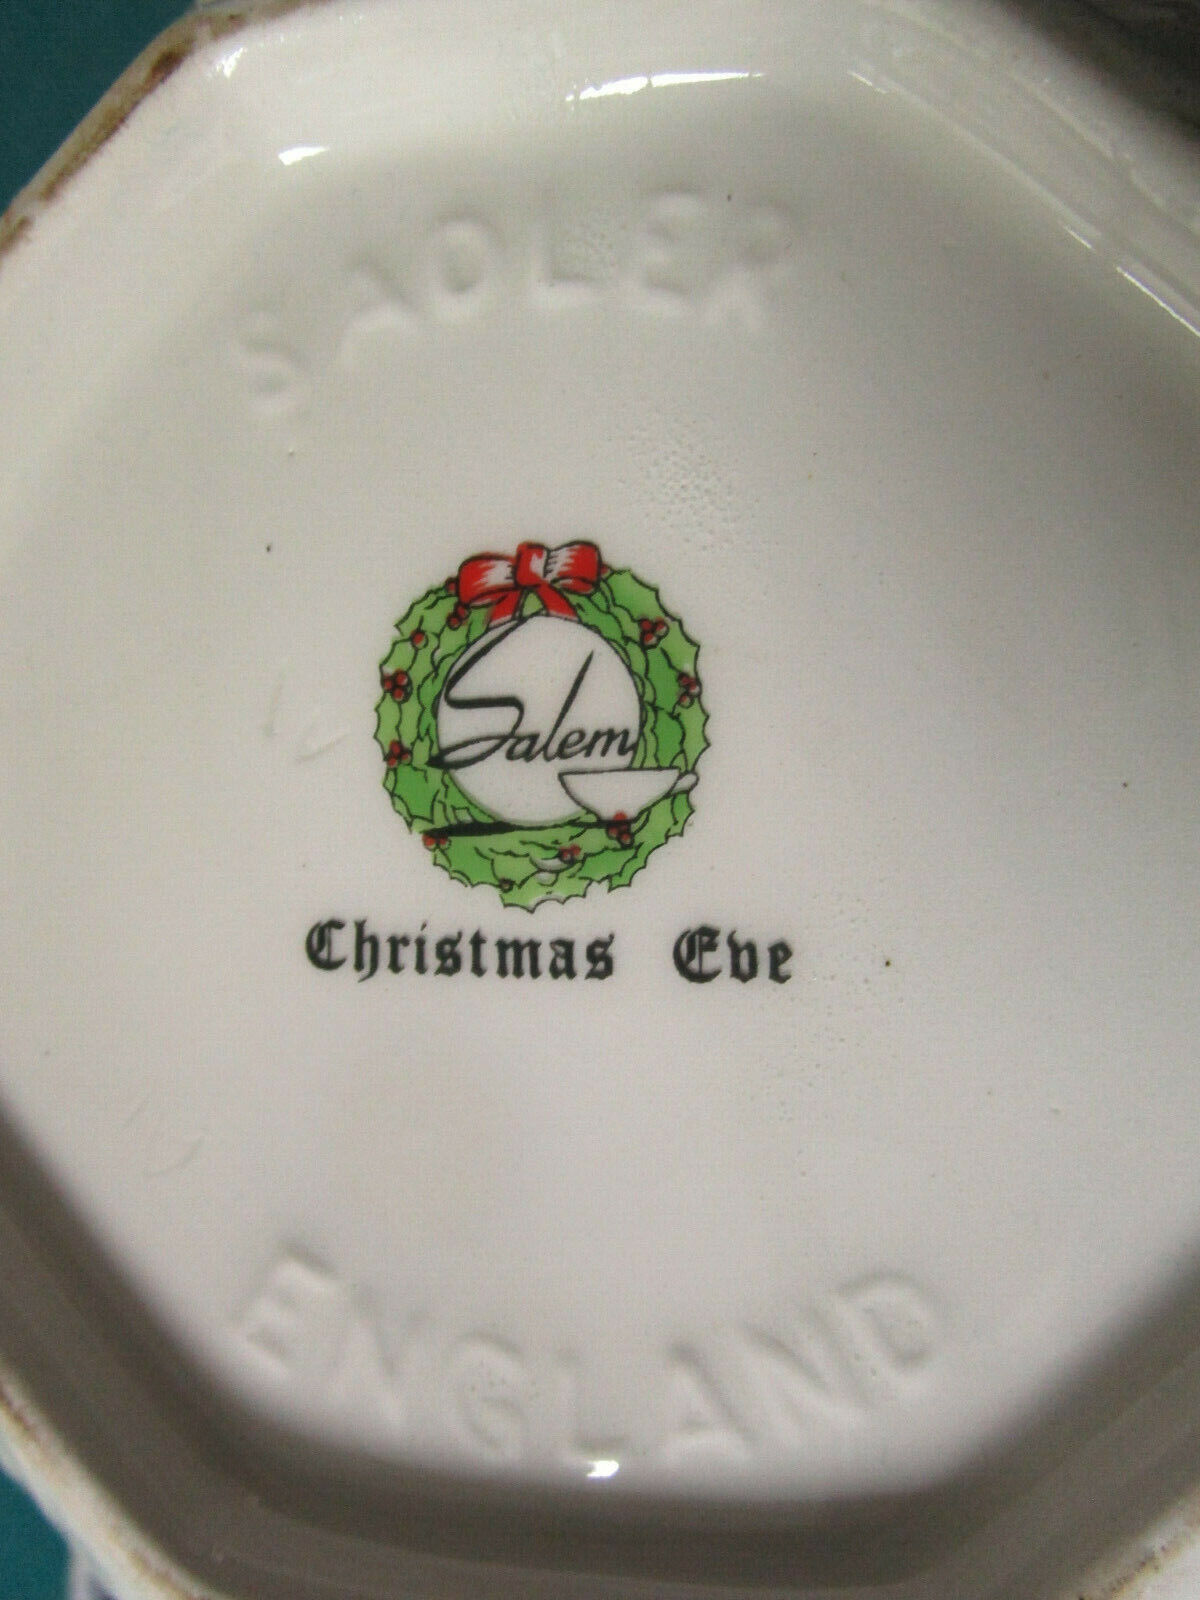 SADLER
Salem
Christmas Eve
ENGLAND